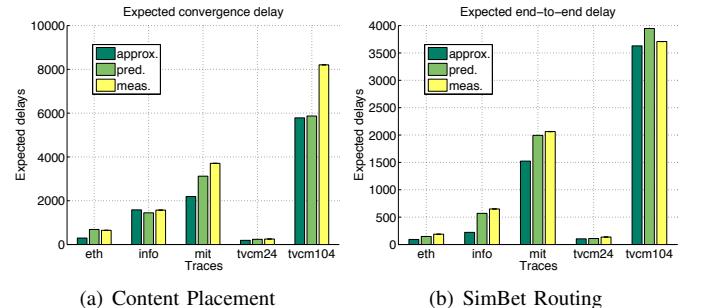 Expected convergence delay
10000
8000
6000
4000
2000
0
Expected delays
approx.
pred.
meas.
eth info mit tvcm24 tvcm104
Traces
(a) Content Placement
Expected end−to−end delay
4000
3500
3000
2500
2000
1500
1000
500
0
Expected delays
approx.
pred.
meas.
eth info mit tvcm24 tvcm104
Traces
(b) SimBet Routing